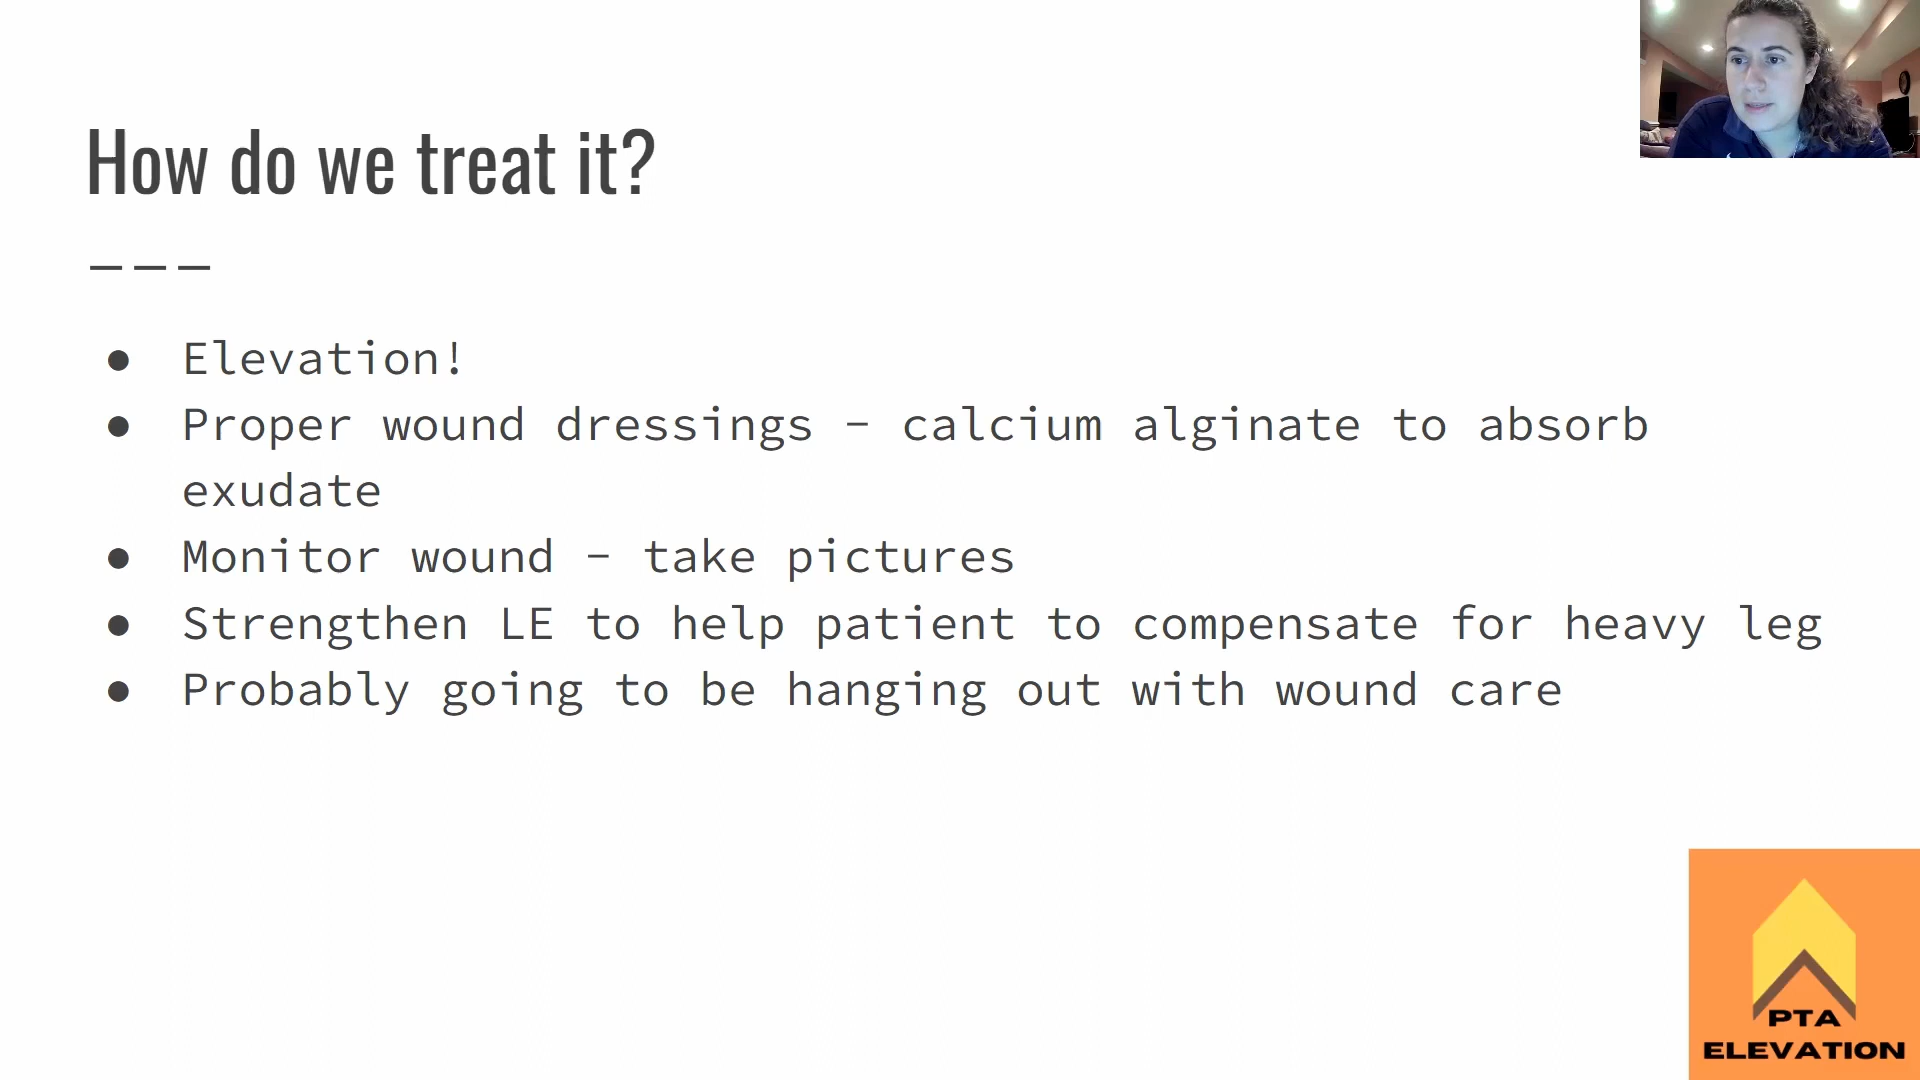 How do we treat it?
———
● Elevation!
● Proper wound dressings - calcium alginate to absorb
exudate
● Monitor wound - take pictures
● Strengthen LE to help patient to compensate for heavy leg
● Probably going to be hanging out with wound care
PTA
ELEVATION